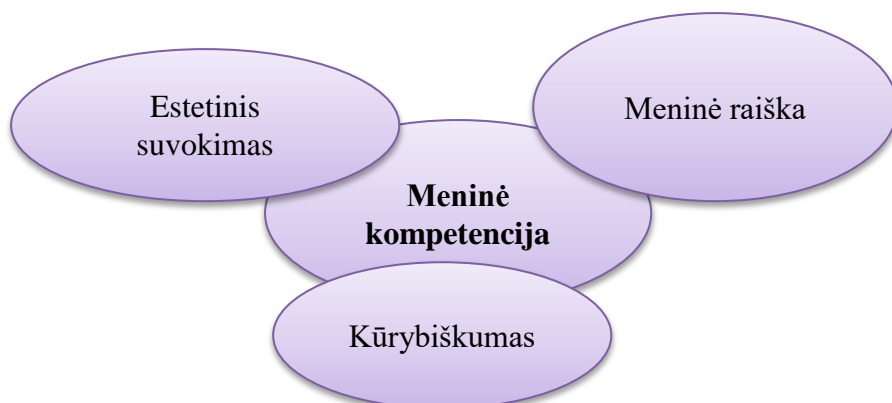 Estetinis
suvokimas
Meninė raiška
Meninė
kompetencija
Kūrybiškumas